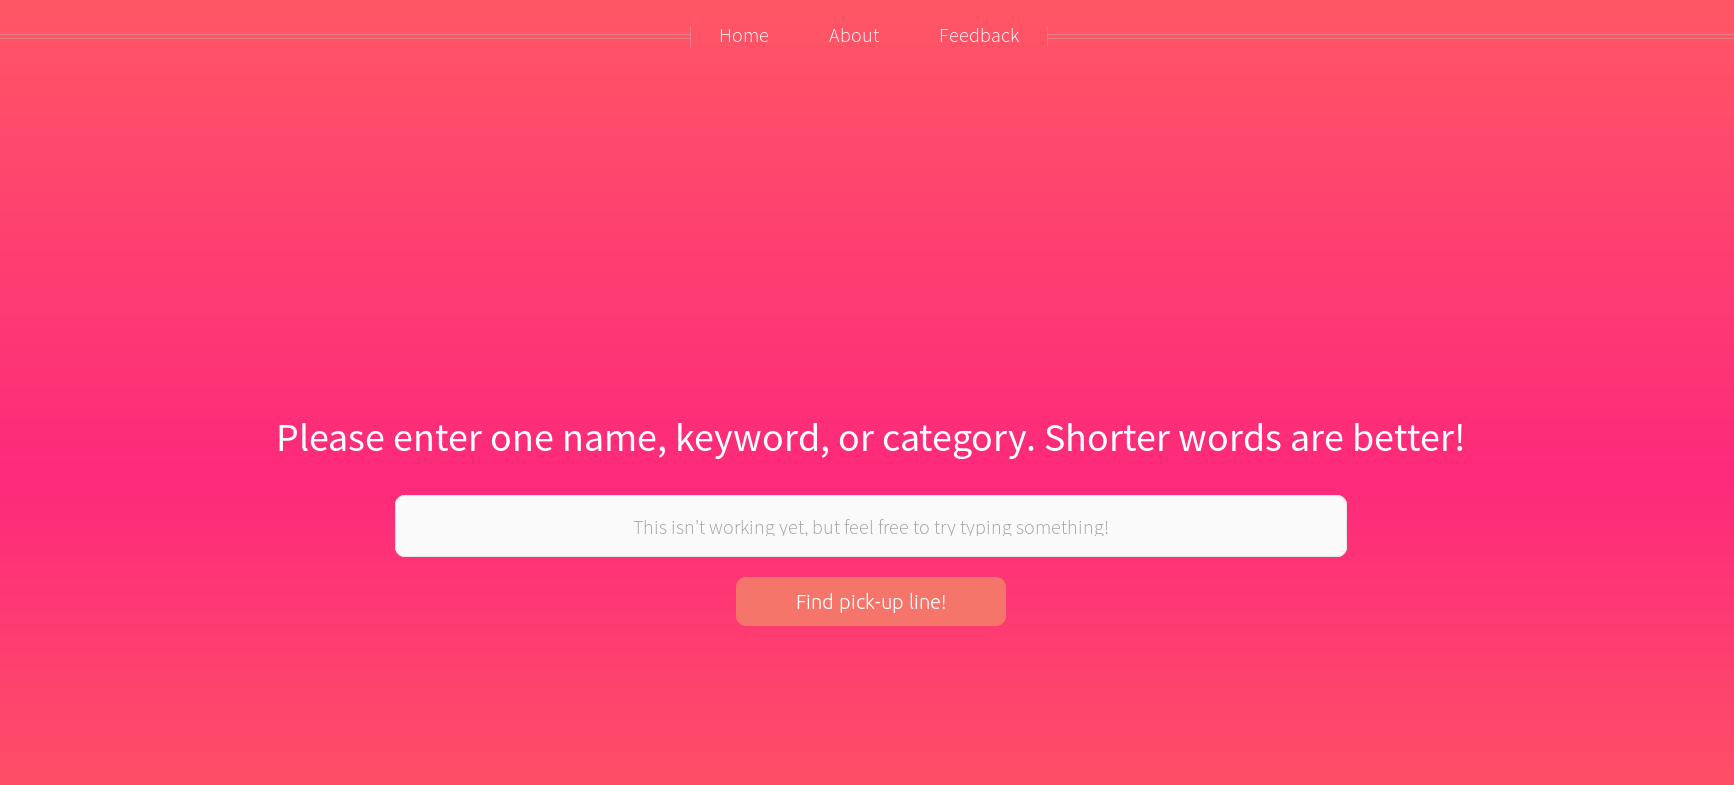 Home About Feedback
Please enter one name, keyword, or category. Shorter words are better!
This isn't working yet, but feel free to try typing something!
Find pick-up line!